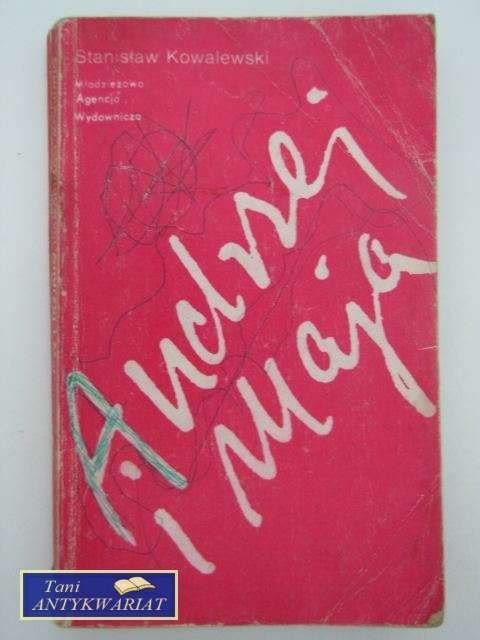 Stanisław Kowalewski
Młodzieżowa
Agencja
Wydawnicza
Andrzej
i Maja
Tani
ANTYKWARIAT